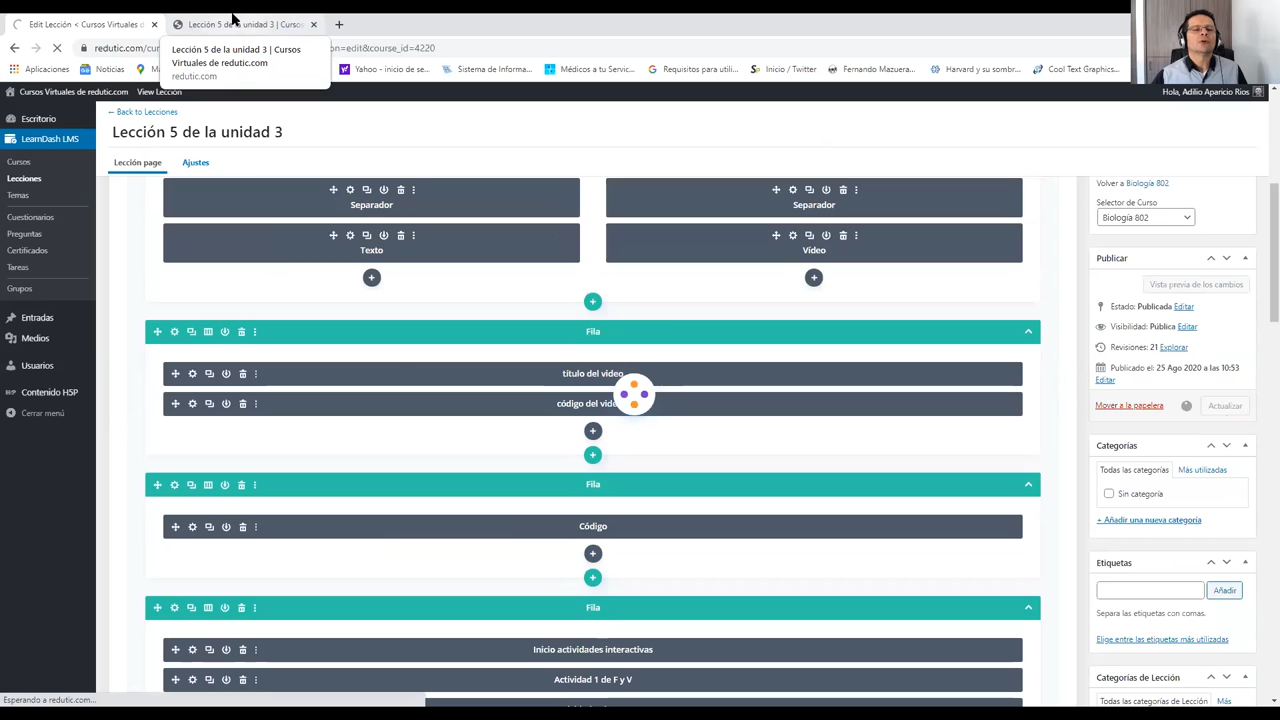 Edit Lección < Cursos Virtuales d
Lección 5 de la unidad 3 | Cursos
redutic.com/cur
on=edit&course_id=4220
Lección 5 de la unidad 3 | Cursos
Virtuales de redutic.com
redutic.com
Aplicaciones
Noticias
Yahoo - inicio de se...
Sistema de Informa...
Médicos a tu Servic...
Requisitos para utili...
Inicio / Twitter
Fernando Mazuera...
Harvard y su sombr...
Cool Text Graphics...
Cursos Virtuales de redutic.com
View Lección
Hola, Adilio Aparicio Rios
Escritorio
LearnDash LMS
Cursos
Lecciones
Temas
Cuestionarios
Preguntas
Certificados
Tareas
Grupos
Entradas
Medios
Usuarios
Contenido H5P
Cerrar menú
← Back to Lecciones
Lección 5 de la unidad 3
Lección page
Ajustes
Separador
Separador
Texto
Vídeo
Fila
título del video
código del vide
Fila
Código
Fila
Inicio actividades interactivas
Actividad 1 de F y V
Volver a Biología 802
Selector de Curso
Biología 802
Publicar
Vista previa de los cambios
Estado: Publicada Editar
Visibilidad: Pública Editar
Revisiones: 21 Explorar
Publicado el: 25 Ago 2020 a las 10:53
Editar
Mover a la papelera
Actualizar
Categorías
Todas las categorías
Más utilizadas
Sin categoría
+ Añadir una nueva categoría
Etiquetas
Añadir
Separa las etiquetas con comas.
Elige entre las etiquetas más utilizadas
Categorías de Lección
Todas las categorías de Lección
Más
Esperando a redutic.com...